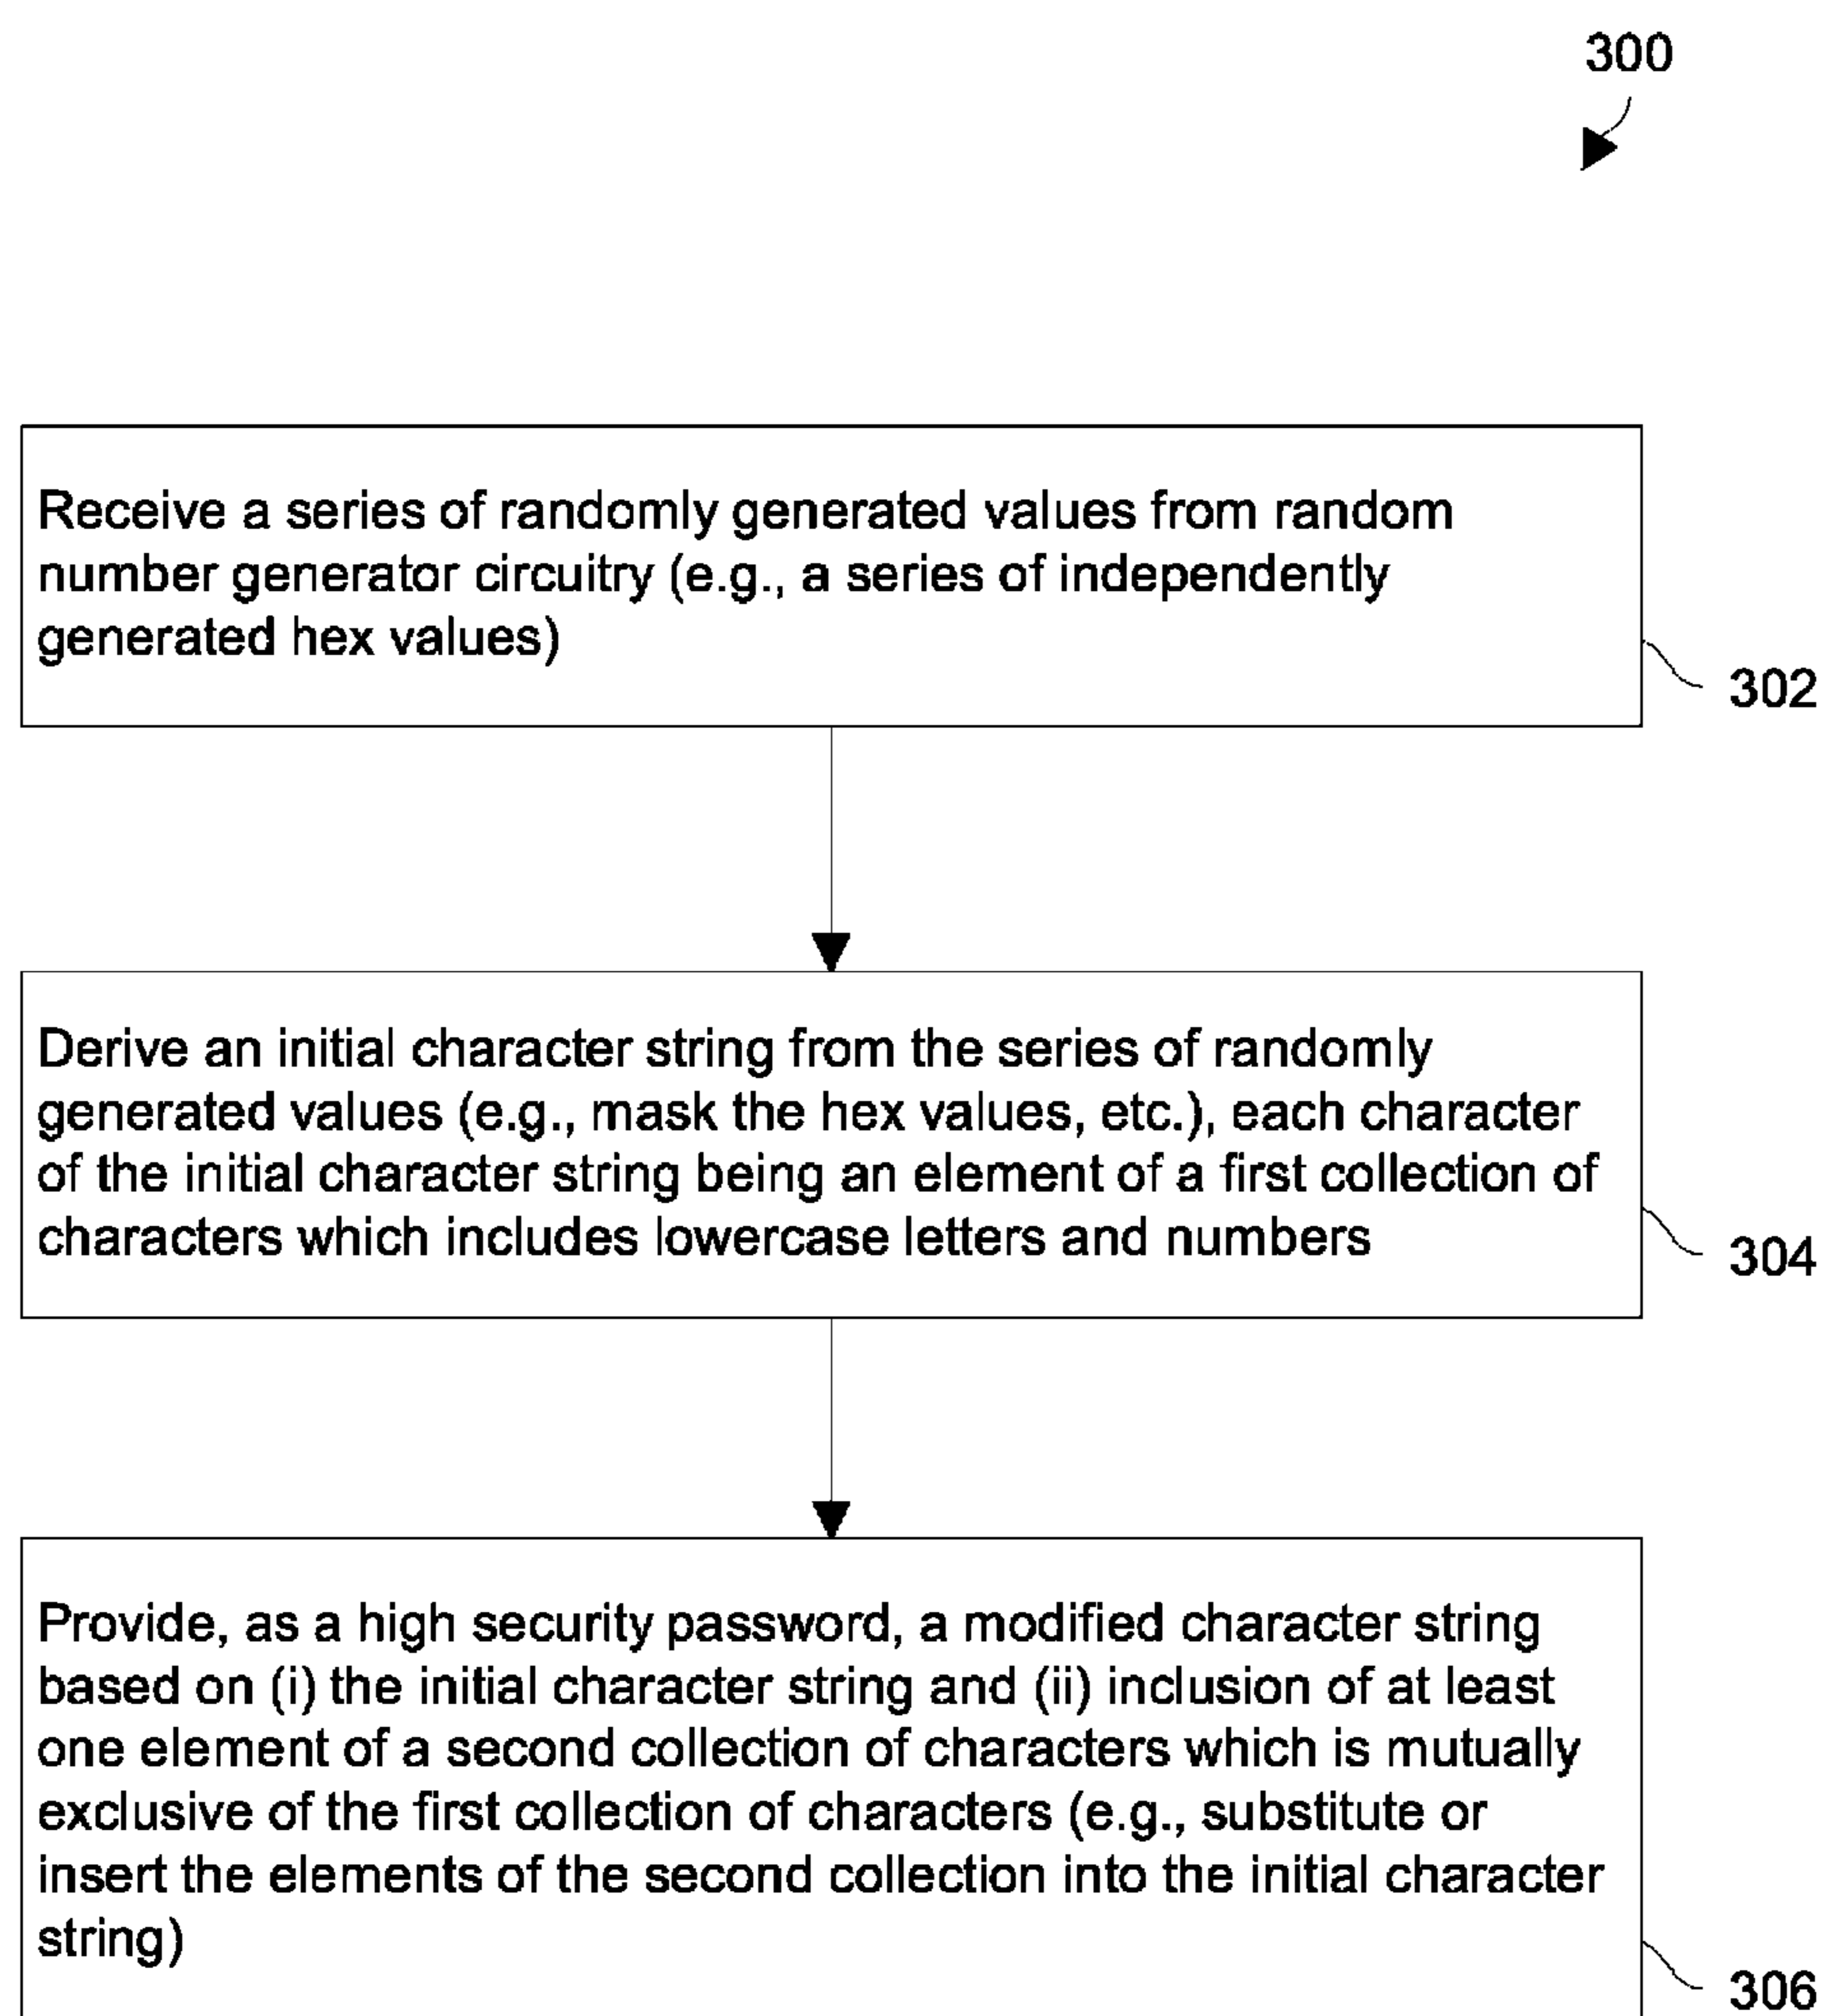 300
Receive a series of randomly generated values from random
number generator circuitry (e.g., a series of independently
generated hex values)
302
Derive an initial character string from the series of randomly
generated values (e.g., mask the hex values, etc.), each character
of the initial character string being an element of a first collection of
characters which includes lowercase letters and numbers
304
Provide, as a high security password, a modified character string
based on (i) the initial character string and (ii) inclusion of at least
one element of a second collection of characters which is mutually
exclusive of the first collection of characters (e.g., substitute or
insert the elements of the second collection into the initial character
string)
306